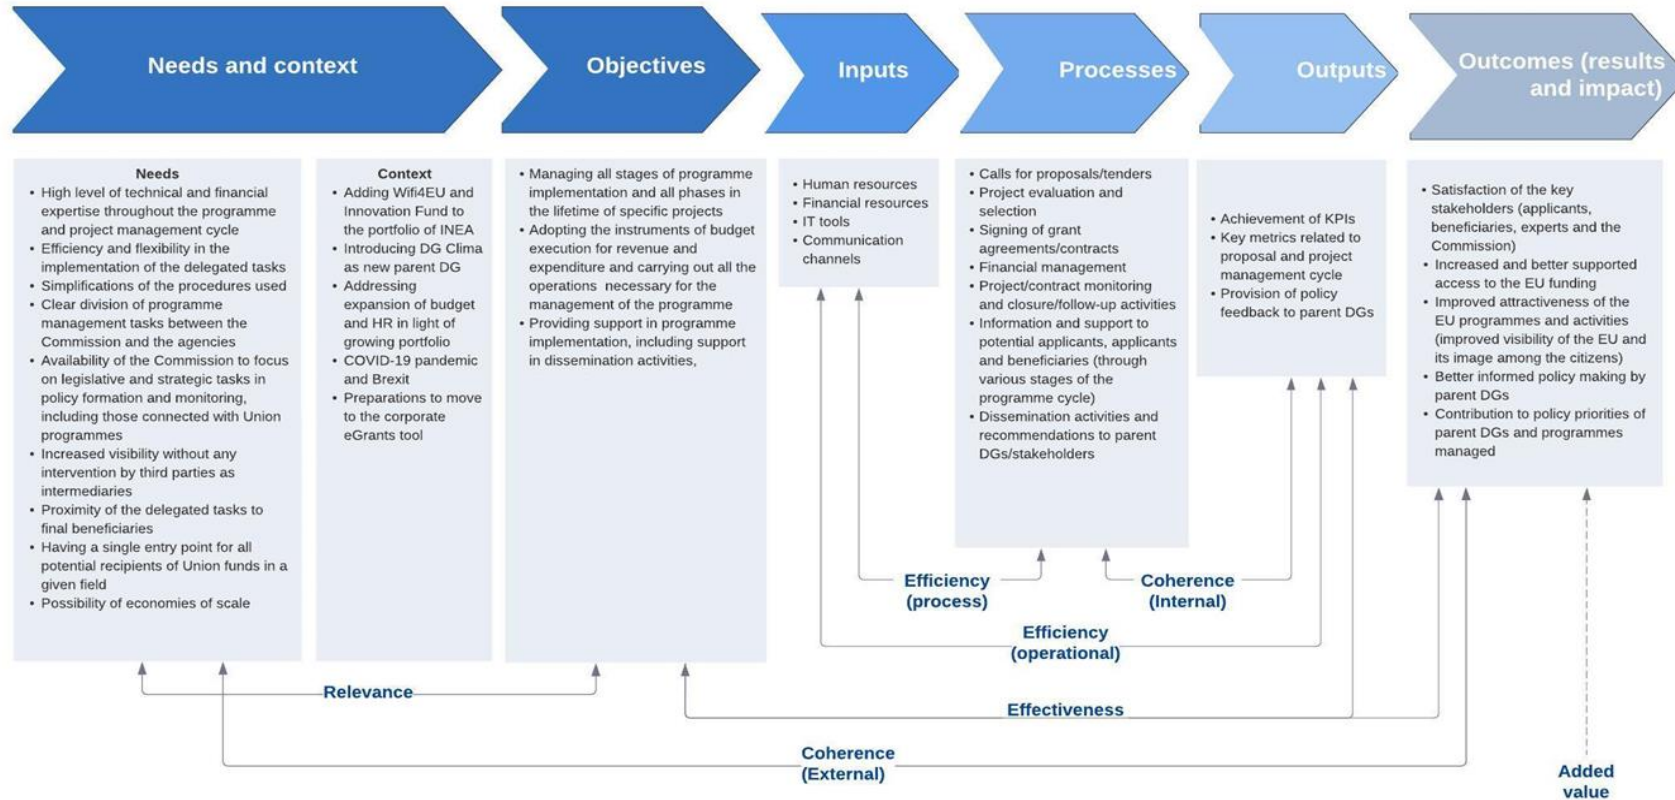 Needs and context
Objectives
Inputs
Processes
Outputs
Outcomes (results
and impact)
Needs
• High level of technical and financial
expertise throughout the programme
and project management cycle
• Efficiency and flexibility in the
implementation of the delegated tasks
• Simplifications of the procedures used
• Clear division of programme
management tasks between the
Commission and the agencies
• Availability of the Commission to focus
on legislative and strategic tasks in
policy formation and monitoring,
including those connected with Union
programmes
• Increased visibility without any
intervention by third parties as
intermediaries
• Proximity of the delegated tasks to
final beneficiaries
• Having a single entry point for all
potential recipients of Union funds in a
given field
• Possibility of economies of scale
Context
• Adding Wifi4EU and
Innovation Fund to
the portfolio of INEA
• Introducing DG Clima
as new parent DG
• Addressing
expansion of budget
and HR in light of
growing portfolio
• COVID-19 pandemic
and Brexit
• Preparations to move
to the corporate
eGrants tool
• Managing all stages of programme
implementation and all phases in
the lifetime of specific projects
• Adopting the instruments of budget
execution for revenue and
expenditure and carrying out all the
operations necessary for the
management of the programme
• Providing support in programme
implementation, including support
in dissemination activities,
• Human resources
• Financial resources
• IT tools
• Communication
channels
• Calls for proposals/tenders
• Project evaluation and
selection
• Signing of grant
agreements/contracts
• Financial management
• Project/contract monitoring
and closure/follow-up activities
• Information and support to
potential applicants, applicants
and beneficiaries (through
various stages of the
programme cycle)
• Dissemination activities and
recommendations to parent
DGs/stakeholders
• Achievement of KPIs
• Key metrics related to
proposal and project
management cycle
• Provision of policy
feedback to parent DGs
• Satisfaction of the key
stakeholders (applicants,
beneficiaries, experts and the
Commission)
• Increased and better supported
access to the EU funding
• Improved attractiveness of the
EU programmes and activities
(improved visibility of the EU and
its image among the citizens)
• Better informed policy making by
parent DGs
• Contribution to policy priorities of
parent DGs and programmes
managed
Efficiency
(process)
Coherence
(Internal)
Efficiency
(operational)
Relevance
Effectiveness
Coherence
(External)
Added
value